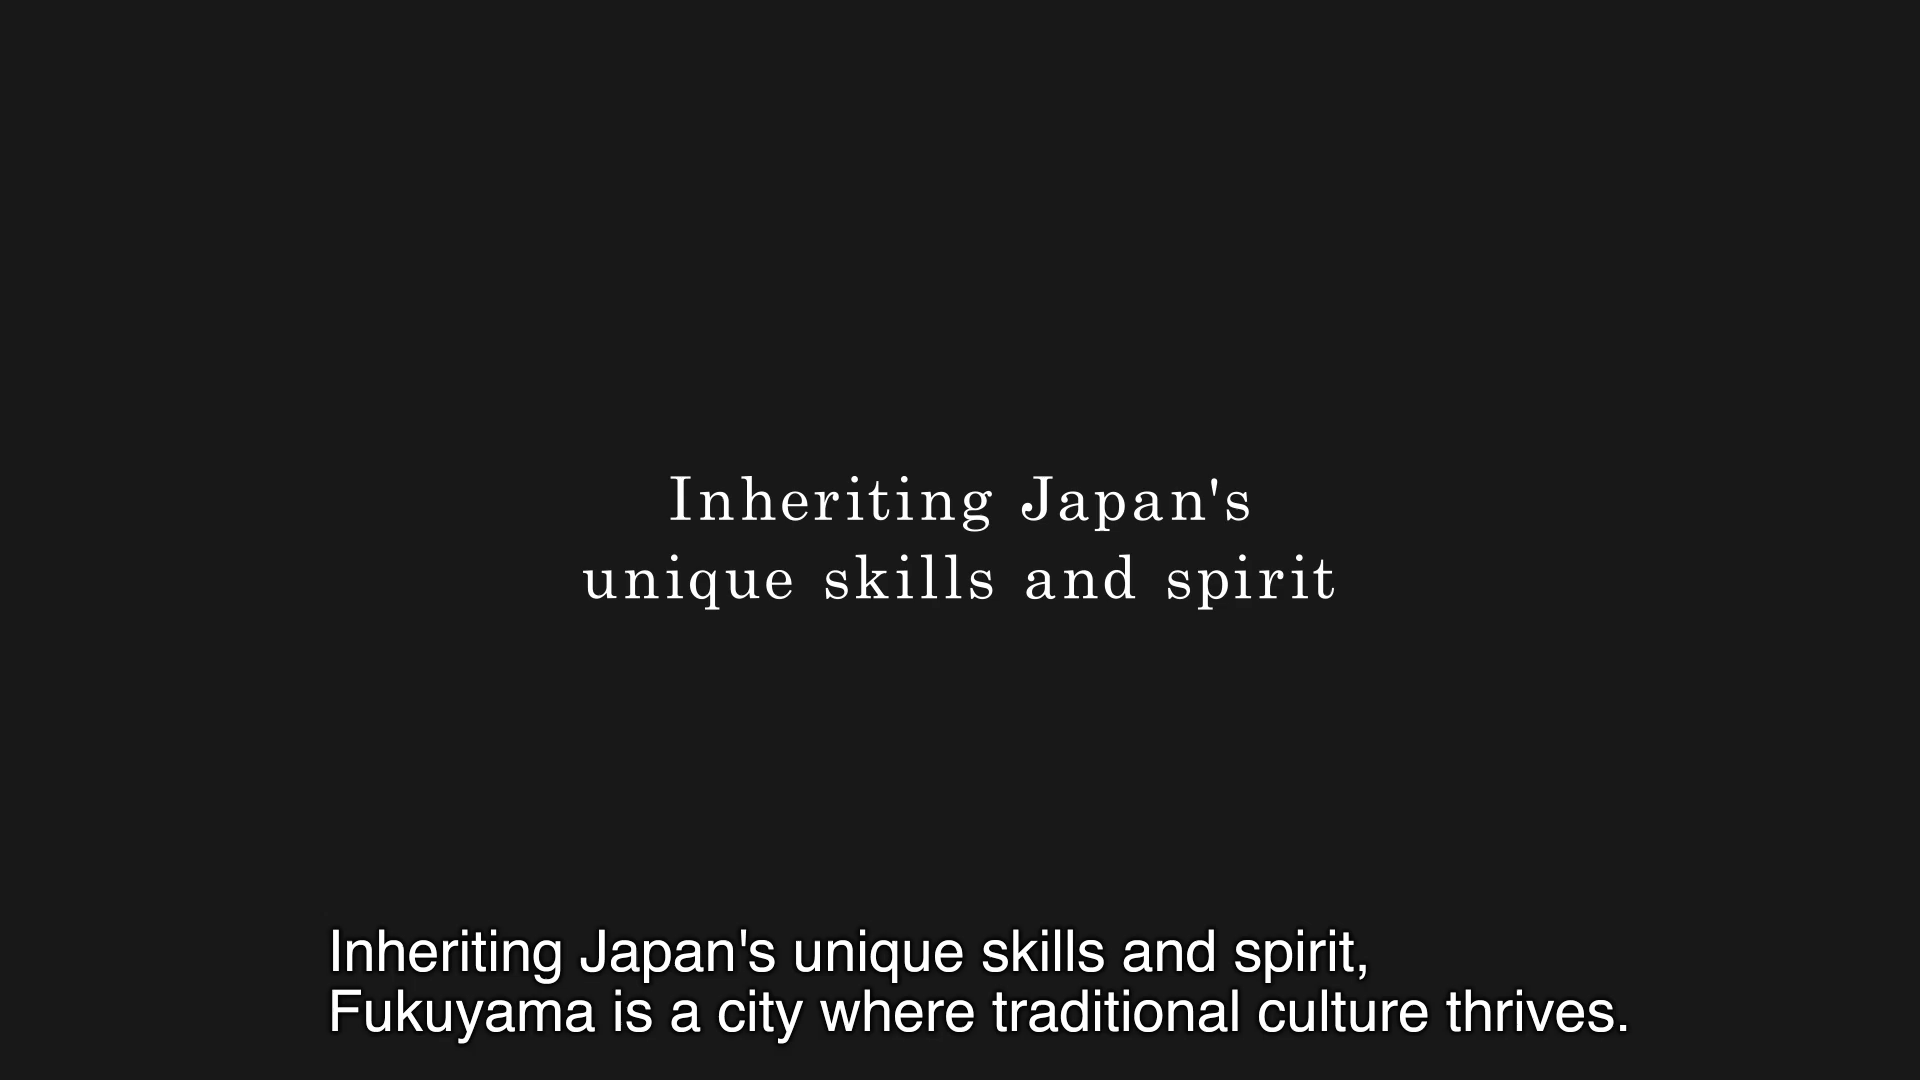 Inheriting Japan's
unique skills and spirit
Inheriting Japan's unique skills and spirit,
Fukuyama is a city where traditional culture thrives.